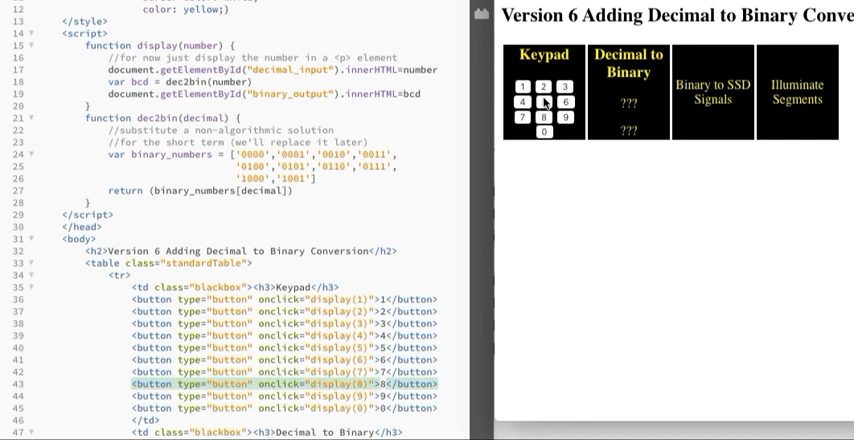 12 color: yellow;}
13 </style>
14 <script>
15 function display(number) {
16 //for now just display the number in a <p> element
17 document.getElementById("decimal_input").innerHTML=number
18 var bcd = dec2bin(number)
19 document.getElementById("binary_output").innerHTML=bcd
20 }
21 function dec2bin(decimal) {
22 //substitute a non-algorithmic solution
23 //for the short term (we'll replace it later)
24 var binary_numbers = ['0000','0001','0010','0011',
25 '0100','0101','0110','0111',
26 '1000','1001']
27 return (binary_numbers[decimal])
28 }
29 </script>
30 </head>
31 <body>
32 <h2>Version 6 Adding Decimal to Binary Conversion</h2>
33 <table class="standardTable">
34 <tr>
35 <td class="blackbox"><h3>Keypad</h3>
36 <button type="button" onclick="display(1)">1</button>
37 <button type="button" onclick="display(2)">2</button>
38 <button type="button" onclick="display(3)">3</button>
39 <button type="button" onclick="display(4)">4</button>
40 <button type="button" onclick="display(5)">5</button>
41 <button type="button" onclick="display(6)">6</button>
42 <button type="button" onclick="display(7)">7</button>
43 <button type="button" onclick="display(8)">8</button>
44 <button type="button" onclick="display(9)">9</button>
45 <button type="button" onclick="display(0)">0</button>
46 </td>
47 <td class="blackbox"><h3>Decimal to Binary</h3>
Version 6 Adding Decimal to Binary Conve
Keypad
1 2 3
4 6
7 8 9
0
Decimal to
Binary
???
???
Binary to SSD
Signals
Illuminate
Segments